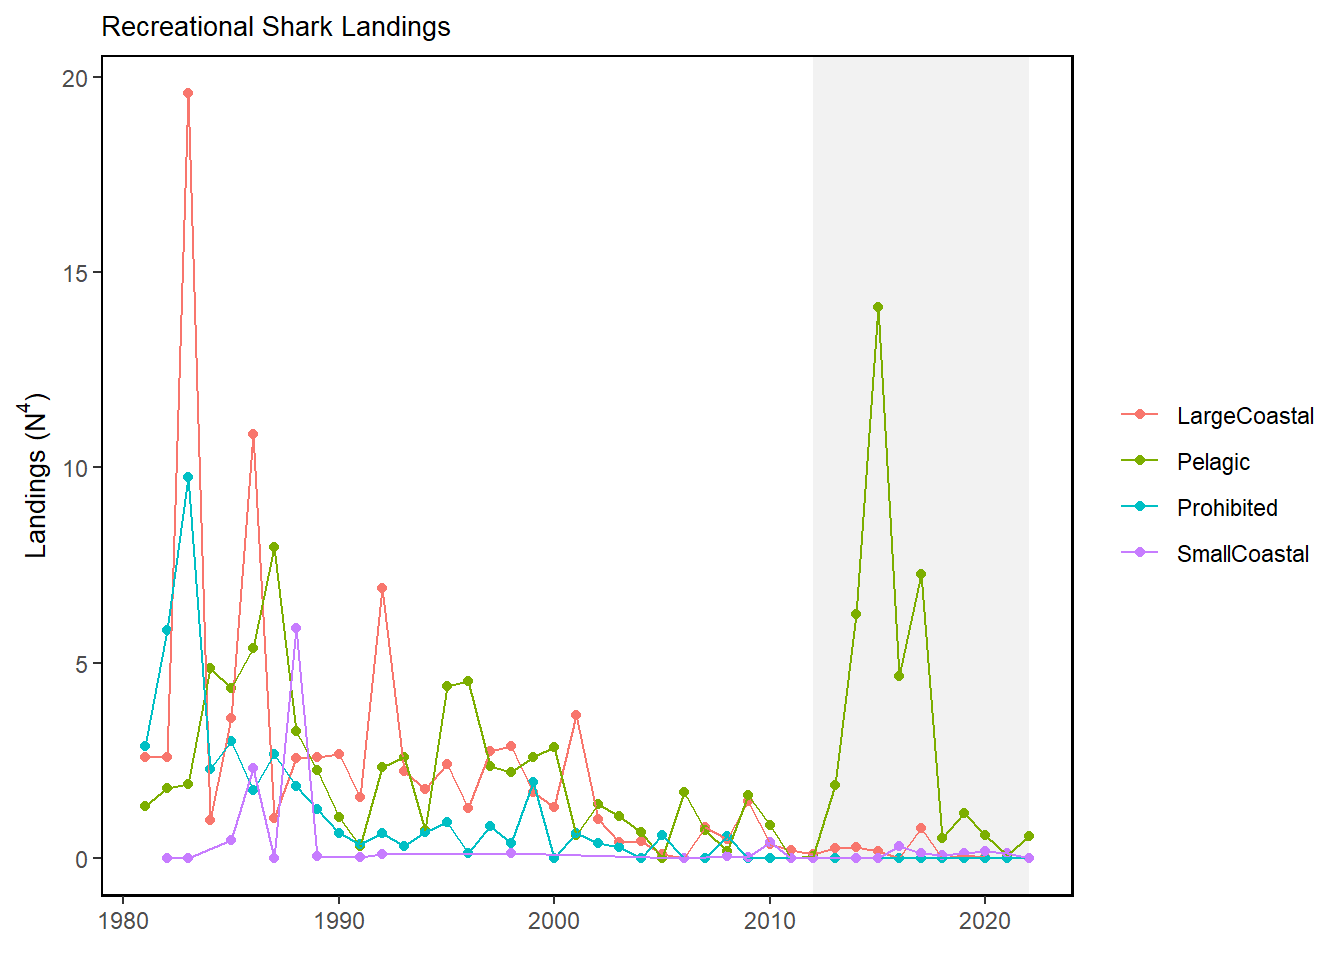 Recreational Shark Landings
20
15
10
5
0
Landings (N⁴)
1980 1990 2000 2010 2020
LargeCoastal
Pelagic
Prohibited
SmallCoastal